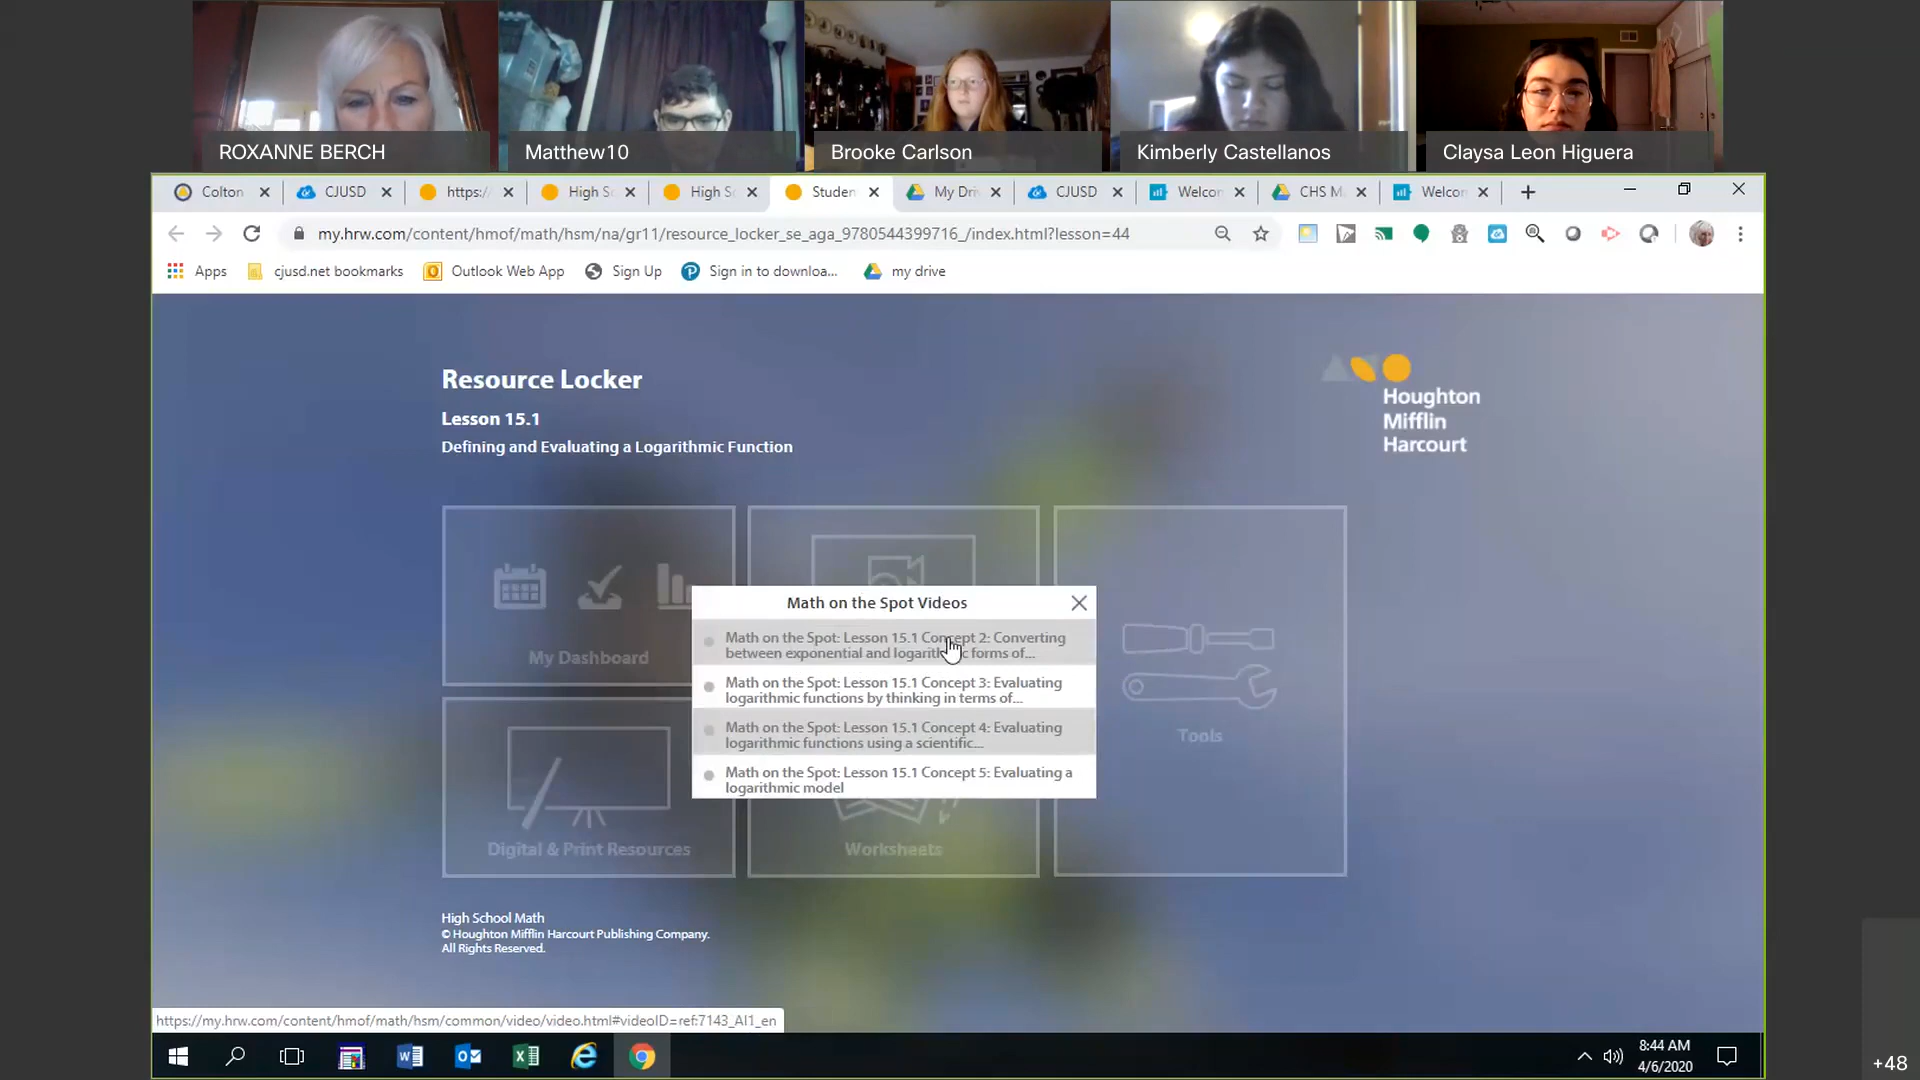 ROXANNE BERCH
Matthew10
Brooke Carlson
Kimberly Castellanos
Claysa Leon Higuera
Colton
CJUSD
https:/
High S
High S
Studen
My Dri
CJUSD
Welco
CHS M
Welcor
my.hrw.com/content/hmof/math/hsm/na/gr11/resource_locker_se_aga_9780544399716_/index.html?lesson=44
Apps
cjusd.net bookmarks
Outlook Web App
Sign Up
Sign in to downloa...
my drive
Resource Locker
Lesson 15.1
Defining and Evaluating a Logarithmic Function
Houghton
Mifflin
Harcourt
My Dashboard
Math on the Spot Videos
Math on the Spot: Lesson 15.1 Concept 2: Converting
between exponential and logarithmic forms of...
Math on the Spot: Lesson 15.1 Concept 3: Evaluating
logarithmic functions by thinking in terms of...
Math on the Spot: Lesson 15.1 Concept 4: Evaluating
logarithmic functions using a scientific...
Math on the Spot: Lesson 15.1 Concept 5: Evaluating a
logarithmic model
Tools
Digital & Print Resources
Worksheets
High School Math
© Houghton Mifflin Harcourt Publishing Company.
All Rights Reserved.
https://my.hrw.com/content/hmof/math/hsm/common/video/video.html#videoID=ref:7143_AI1_en
8:44 AM
4/6/2020
+48